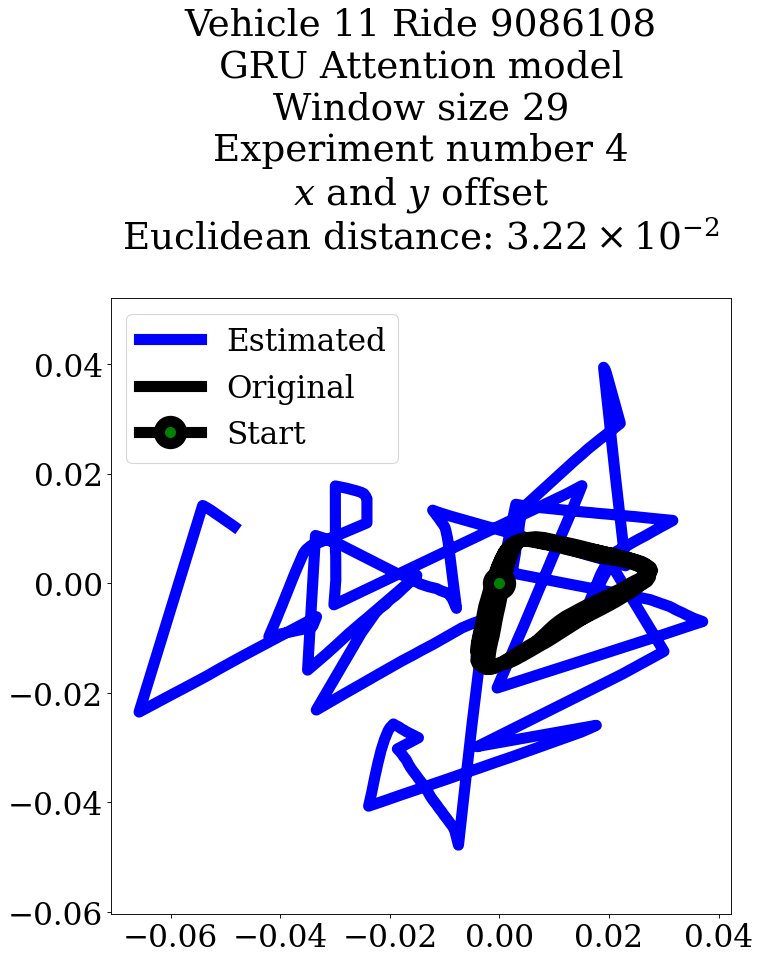 Vehicle 11 Ride 9086108
GRU Attention model
Window size 29
Experiment number 4
x and y offset
Euclidean distance: 3.22 × 10⁻²
Estimated
Original
Start
0.04
0.02
0.00
−0.02
−0.04
−0.06
−0.06 −0.04 −0.02 0.00 0.02 0.04